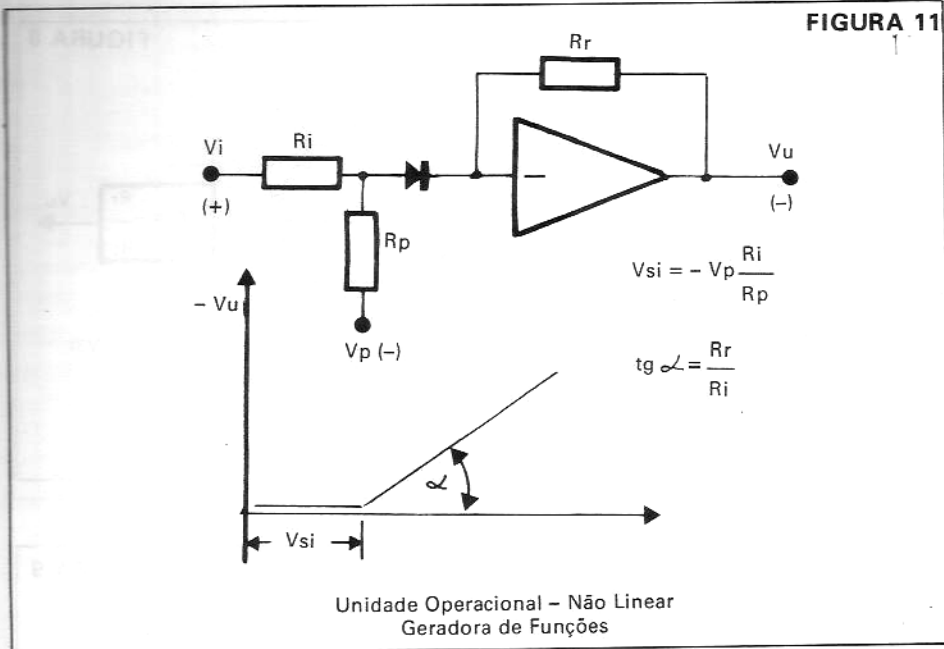 FIGURA 11
Rr
Vi
Ri
Vu
(+)
(–)
Rp
Vsi = – Vp Ri
Rp
– Vu
Vp (–)
tg α = Rr
Ri
α
Vsi
Unidade Operacional – Não Linear
Geradora de Funções